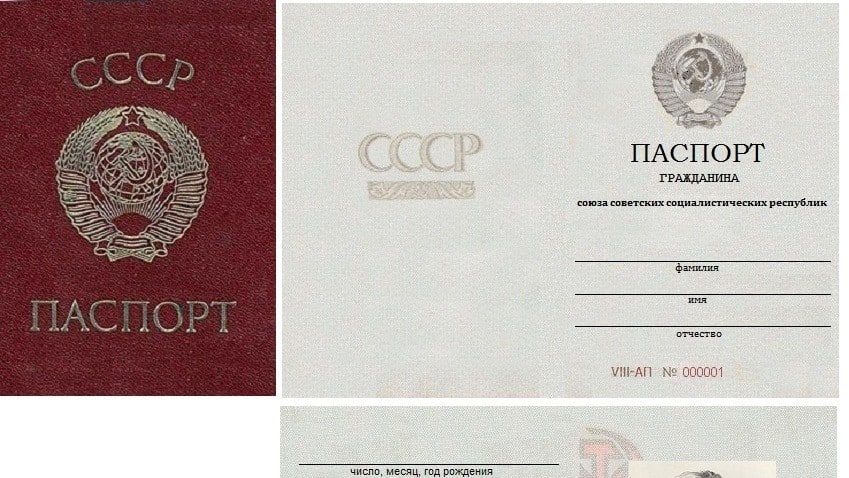 СССР
ПАСПОРТ
СССР
ПАСПОРТ
ГРАЖДАНИНА
союза советских социалистических республик
фамилия
имя
отчество
VIII-АП № 000001
число, месяц, год рождения